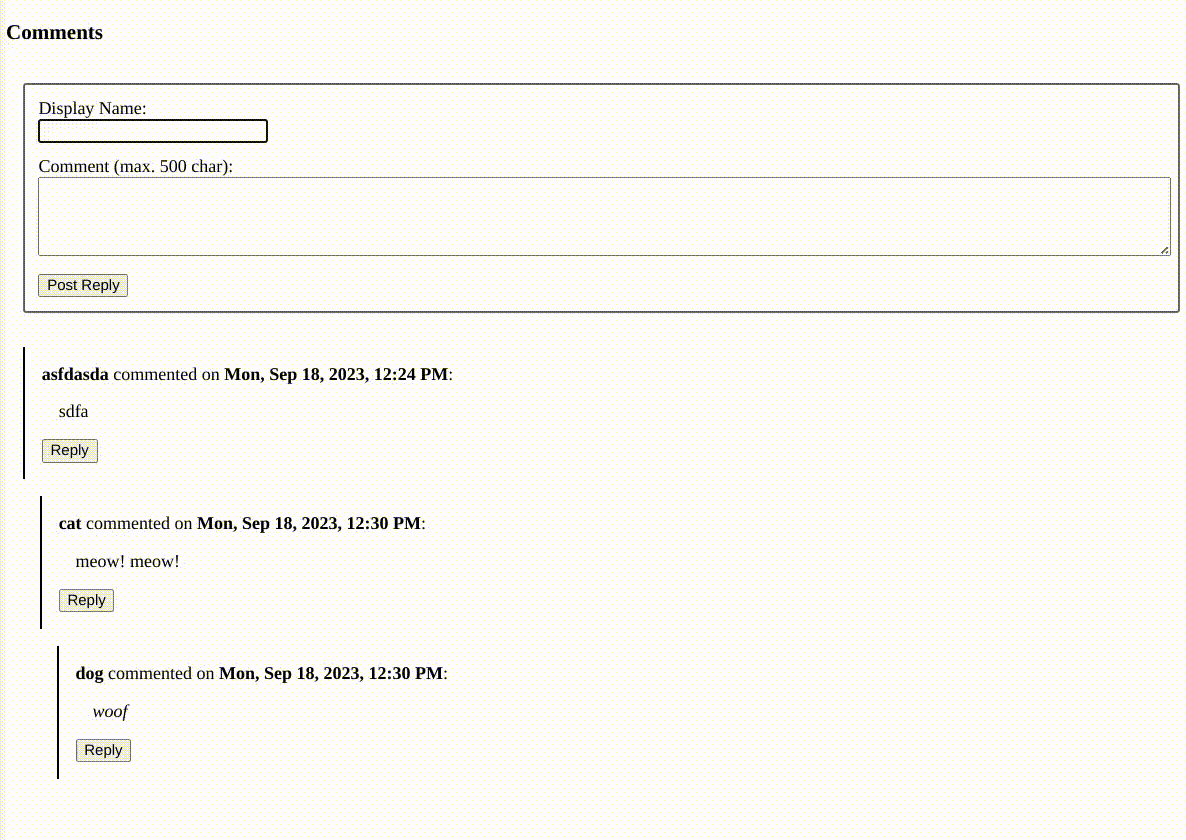 Comments
Display Name:
Comment (max. 500 char):
Post Reply
asfdasda commented on Mon, Sep 18, 2023, 12:24 PM:
sdfa
Reply
cat commented on Mon, Sep 18, 2023, 12:30 PM:
meow! meow!
Reply
dog commented on Mon, Sep 18, 2023, 12:30 PM:
woof
Reply